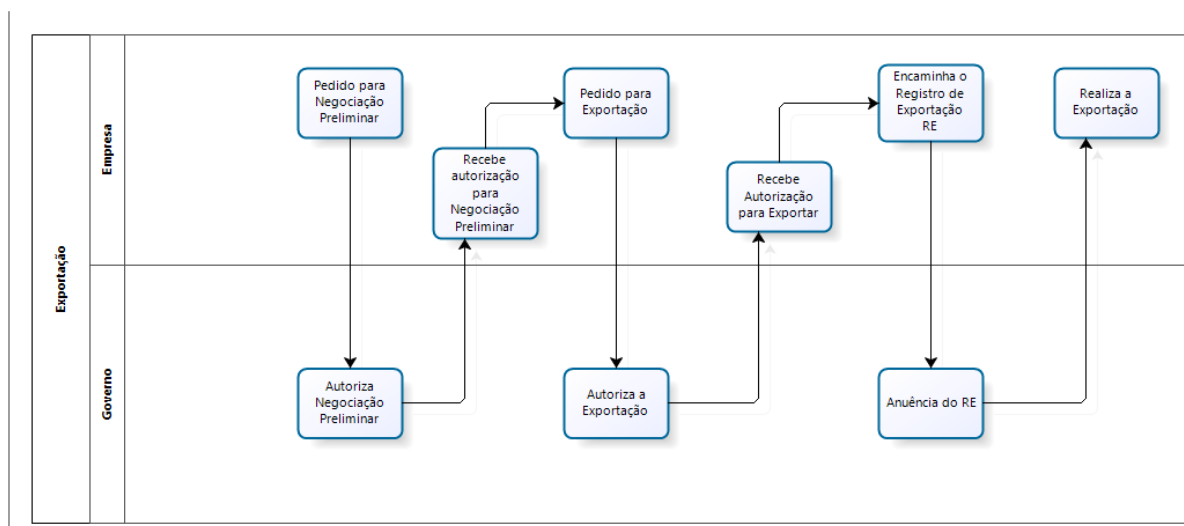 Exportação
Empresa
Governo
Pedido para
Negociação
Preliminar
Recebe
autorização
para
Negociação
Preliminar
Pedido para
Exportação
Recebe
Autorização
para Exportar
Encaminha o
Registro de
Exportação
RE
Realiza a
Exportação
Autoriza
Negociação
Preliminar
Autoriza a
Exportação
Anuência do RE